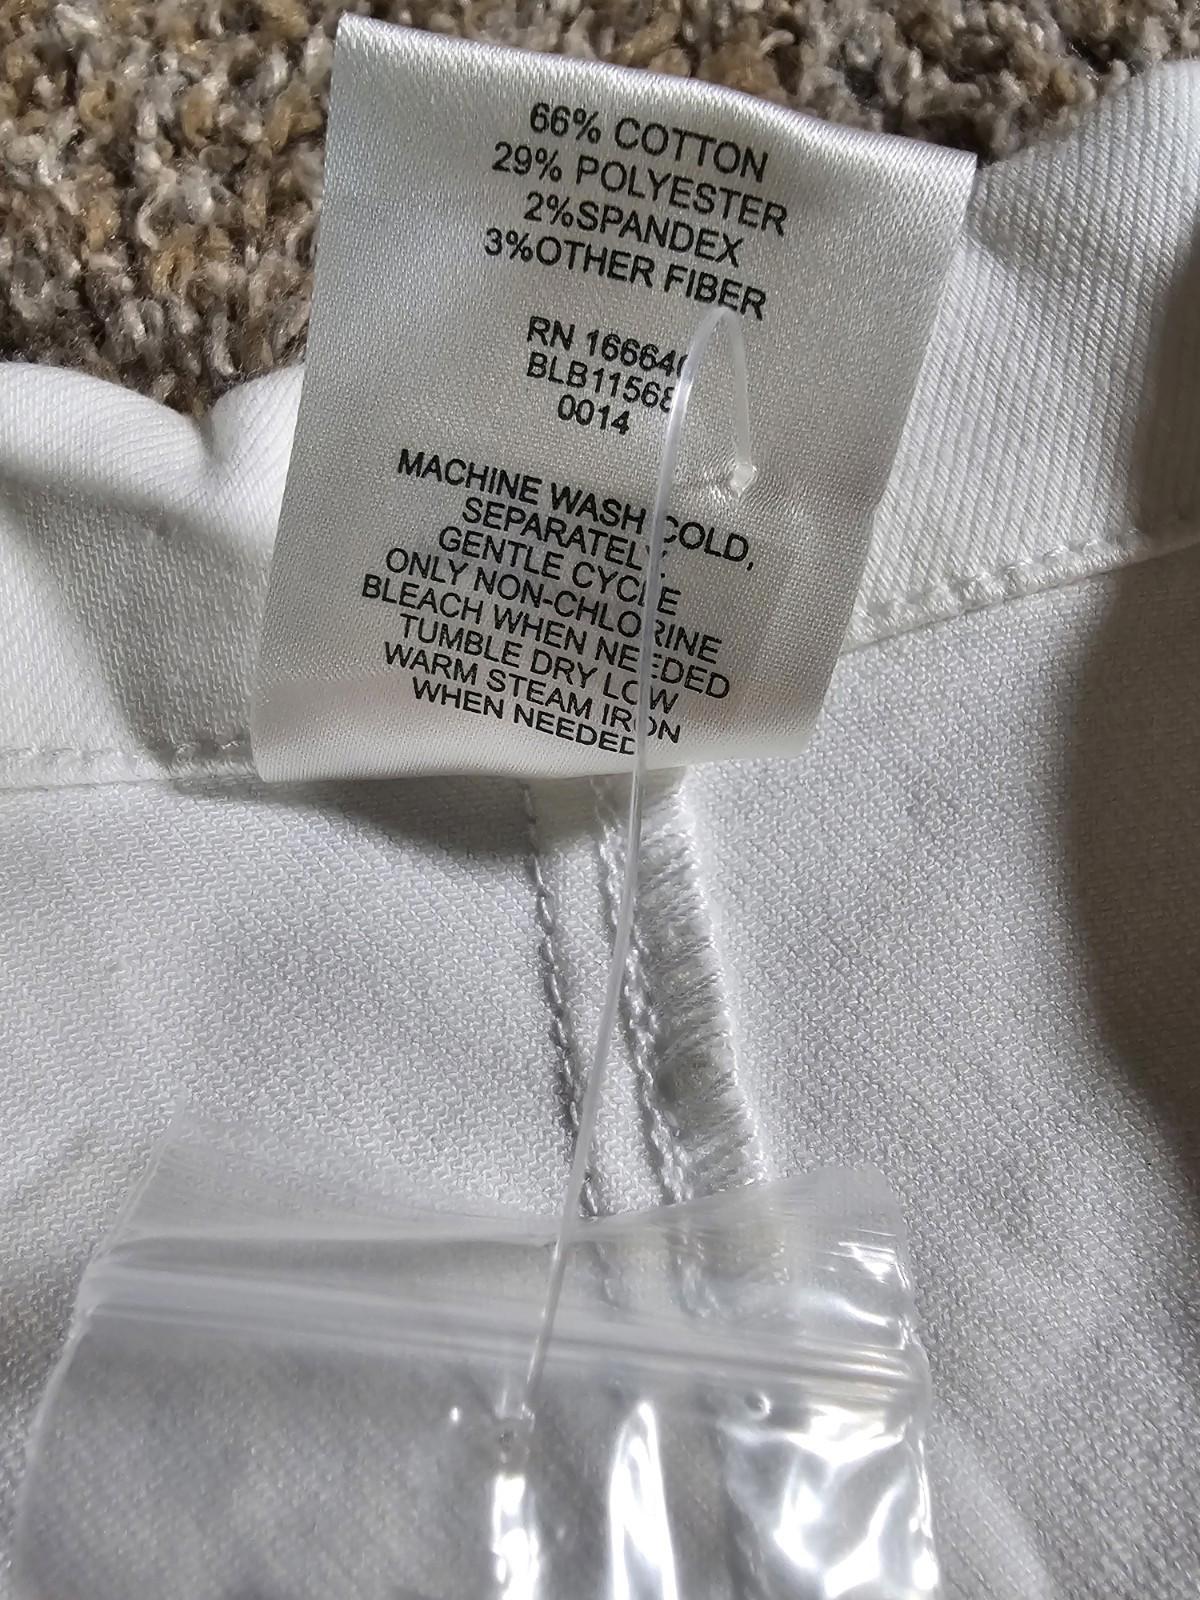 66% COTTON
29% POLYESTER
2%SPANDEX
3%OTHER FIBER
RN
0014
MACHINE WASH COLD,
SEPARATELY
GENTLE CYCLE
ONLY NON-CHLORINE
BLEACH WHEN NEEDED
TUMBLE DRY LOW
WARM STEAM IRON
WHEN NEEDED